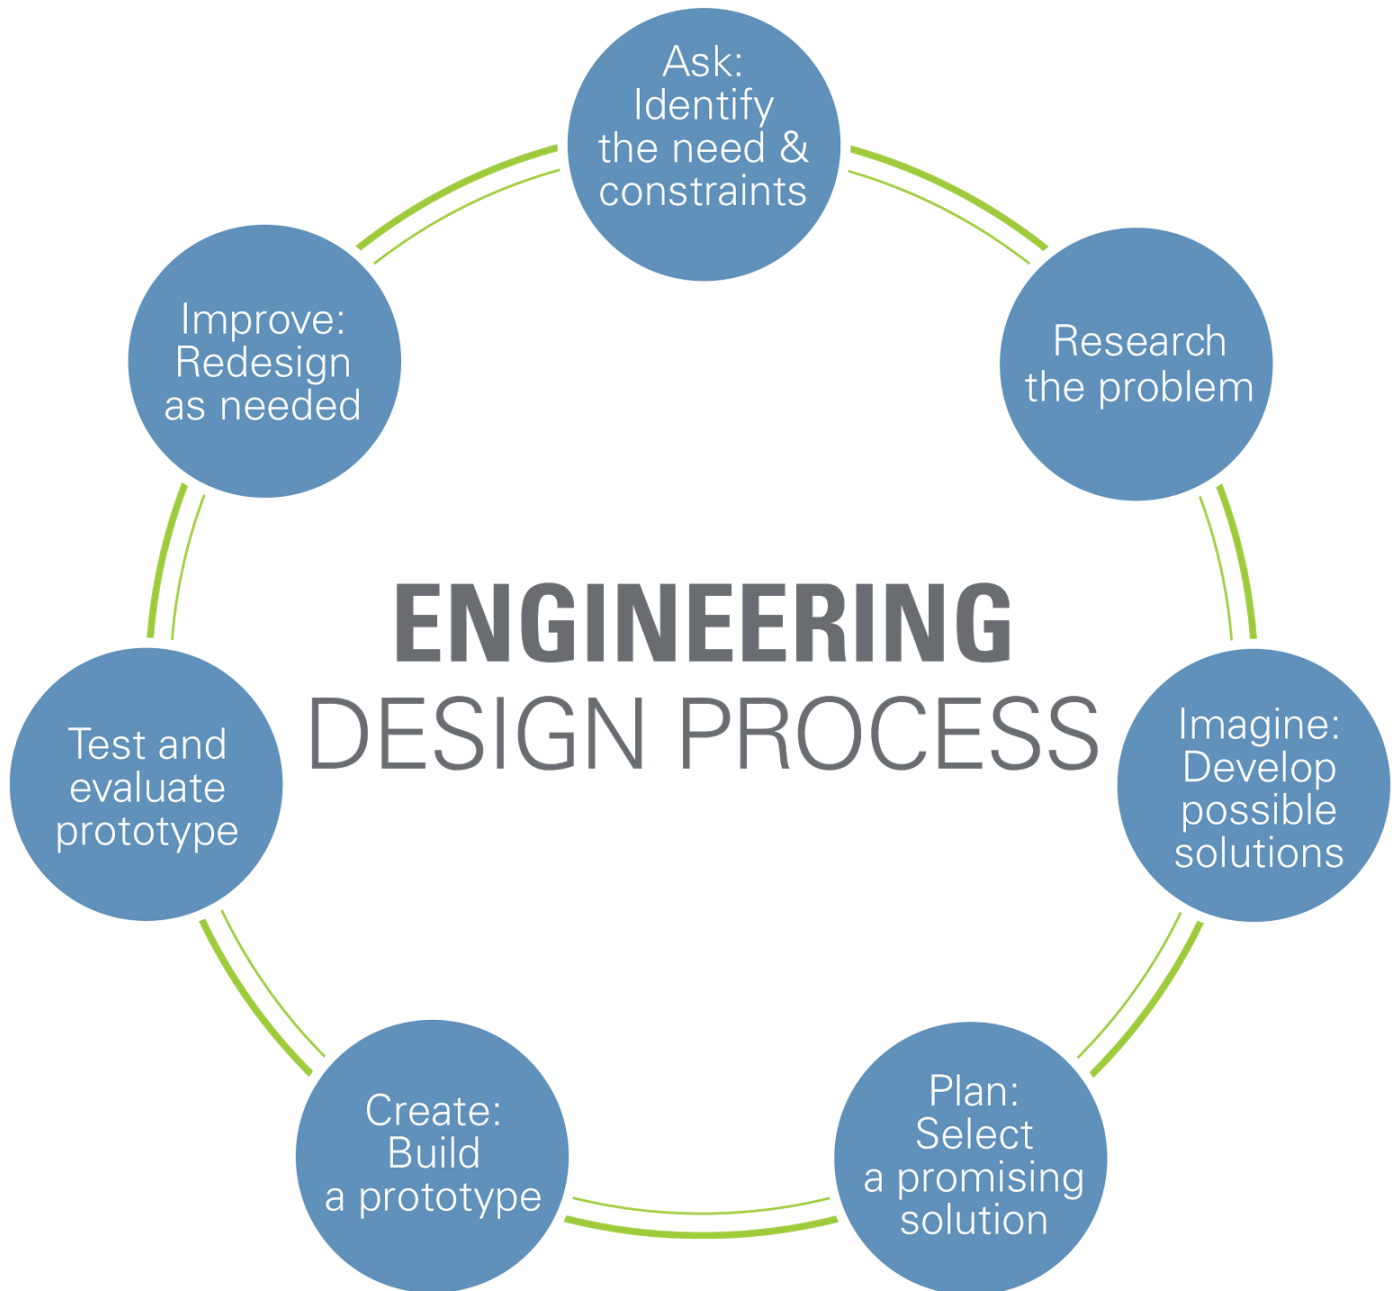 Ask:
Identify
the need &
constraints
Research
the problem
Imagine:
Develop
possible
solutions
Plan:
Select
a promising
solution
Create:
Build
a prototype
Test and
evaluate
prototype
Improve:
Redesign
as needed
ENGINEERING
DESIGN PROCESS